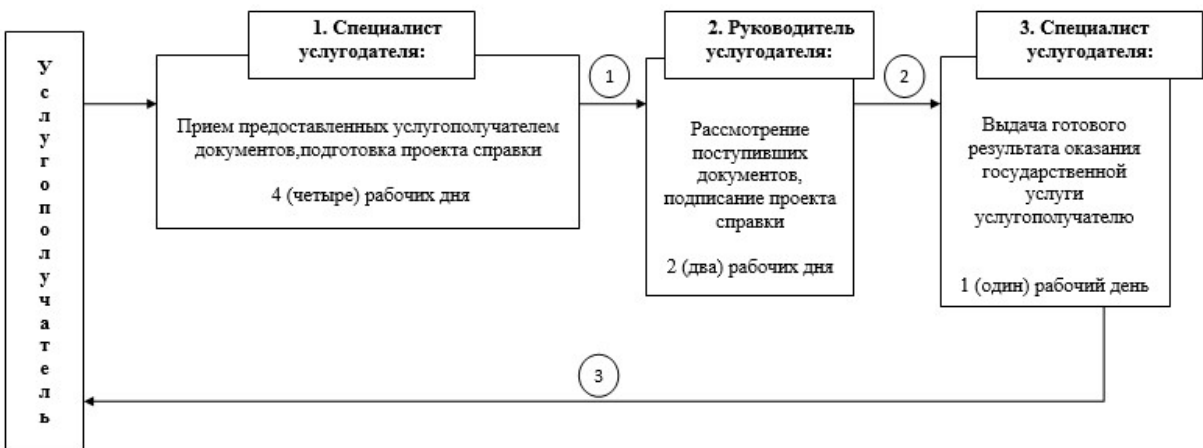 Услугополучатель
1. Специалист
услугодателя:
Прием предоставленных услугополучателем
документов,подготовка проекта справки
4 (четыре) рабочих дня
1
2. Руководитель
услугодателя:
Рассмотрение
поступивших
документов,
подписание проекта
справки
2 (два) рабочих дня
2
3. Специалист
услугодателя:
Выдача готового
результата оказания
государственной
услуги
услугополучателю
1 (один) рабочий день
3